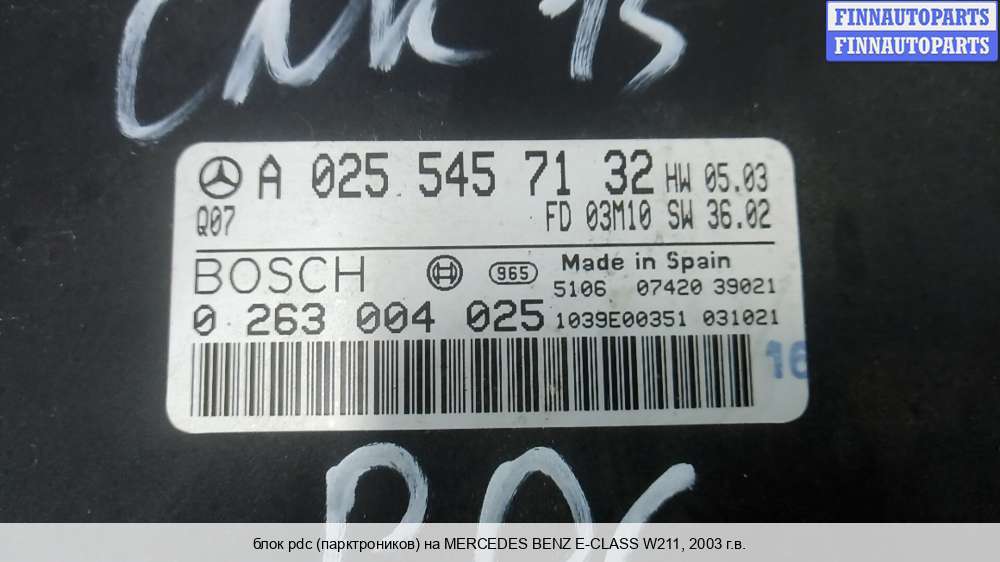 FINNAUTOPARTS
FINNAUTOPARTS
A 025 545 71 32 HW 05.03
Q07 FD 03M10 SW 36.02
BOSCH 965 Made in Spain
5106 07420 39021
0 263 004 025 1039E00351 031021
16
PDC
блок pdc (парктроников) на MERCEDES BENZ E-CLASS W211, 2003 г.в.